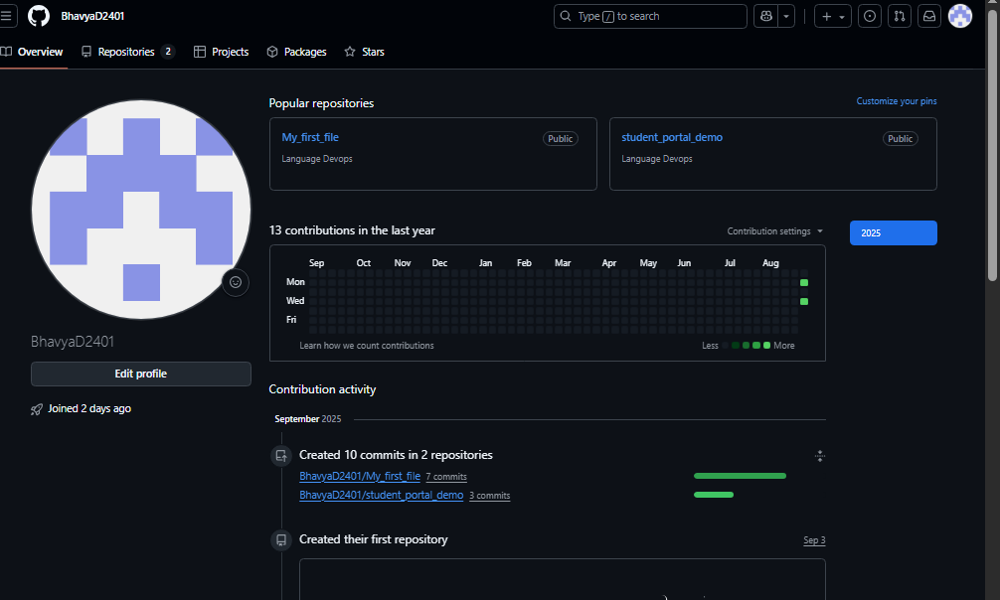 BhavyaD2401
Type / to search
Overview
Repositories 2
Projects
Packages
Stars
Popular repositories
Customize your pins
My_first_file
Public
Language Devops
student_portal_demo
Public
Language Devops
13 contributions in the last year
Contribution settings
2025
Sep Oct Nov Dec Jan Feb Mar Apr May Jun Jul Aug
Mon
Wed
Fri
Learn how we count contributions
Less
More
BhavyaD2401
Edit profile
Joined 2 days ago
Contribution activity
September 2025
Created 10 commits in 2 repositories
BhavyaD2401/My_first_file 7 commits
BhavyaD2401/student_portal_demo 3 commits
Created their first repository
Sep 3